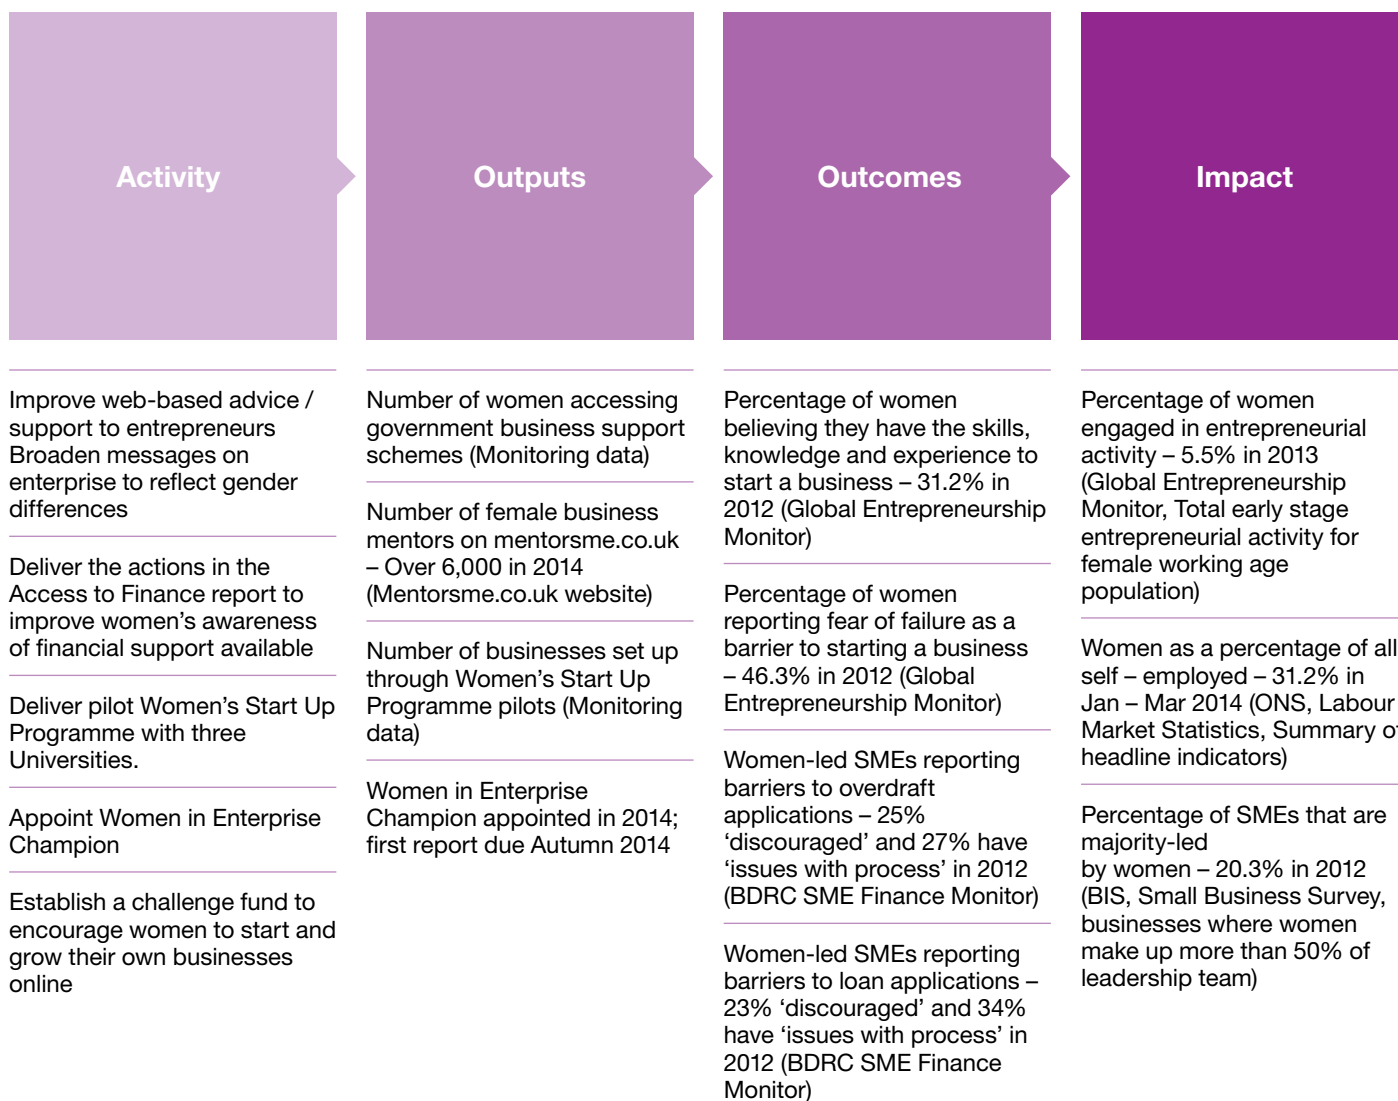 Activity
Outputs
Outcomes
Impact
Improve web-based advice /
support to entrepreneurs
Broaden messages on
enterprise to reflect gender
differences
Deliver the actions in the
Access to Finance report to
improve women’s awareness
of financial support available
Deliver pilot Women’s Start Up
Programme with three
Universities.
Appoint Women in Enterprise
Champion
Establish a challenge fund to
encourage women to start and
grow their own businesses
online
Number of women accessing
government business support
schemes (Monitoring data)
Number of female business
mentors on mentorsme.co.uk
– Over 6,000 in 2014
(Mentorsme.co.uk website)
Number of businesses set up
through Women’s Start Up
Programme pilots (Monitoring
data)
Women in Enterprise
Champion appointed in 2014;
first report due Autumn 2014
Percentage of women
believing they have the skills,
knowledge and experience to
start a business – 31.2% in
2012 (Global Entrepreneurship
Monitor)
Percentage of women
reporting fear of failure as a
barrier to starting a business
– 46.3% in 2012 (Global
Entrepreneurship Monitor)
Women-led SMEs reporting
barriers to overdraft
applications – 25%
‘discouraged’ and 27% have
‘issues with process’ in 2012
(BDRC SME Finance Monitor)
Women-led SMEs reporting
barriers to loan applications –
23% ‘discouraged’ and 34%
have ‘issues with process’ in
2012 (BDRC SME Finance
Monitor)
Percentage of women
engaged in entrepreneurial
activity – 5.5% in 2013
(Global Entrepreneurship
Monitor, Total early stage
entrepreneurial activity for
female working age
population)
Women as a percentage of all
self – employed – 31.2% in
Jan – Mar 2014 (ONS, Labour
Market Statistics, Summary of
headline indicators)
Percentage of SMEs that are
majority-led
by women – 20.3% in 2012
(BIS, Small Business Survey,
businesses where women
make up more than 50% of
leadership team)